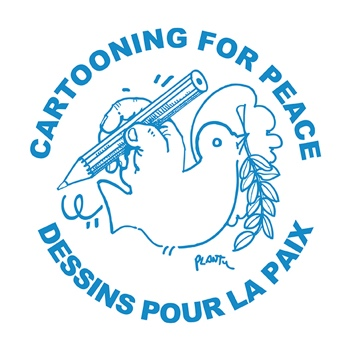 CARTOONING FOR PEACE
PLANTU
DESSINS POUR LA PAIX